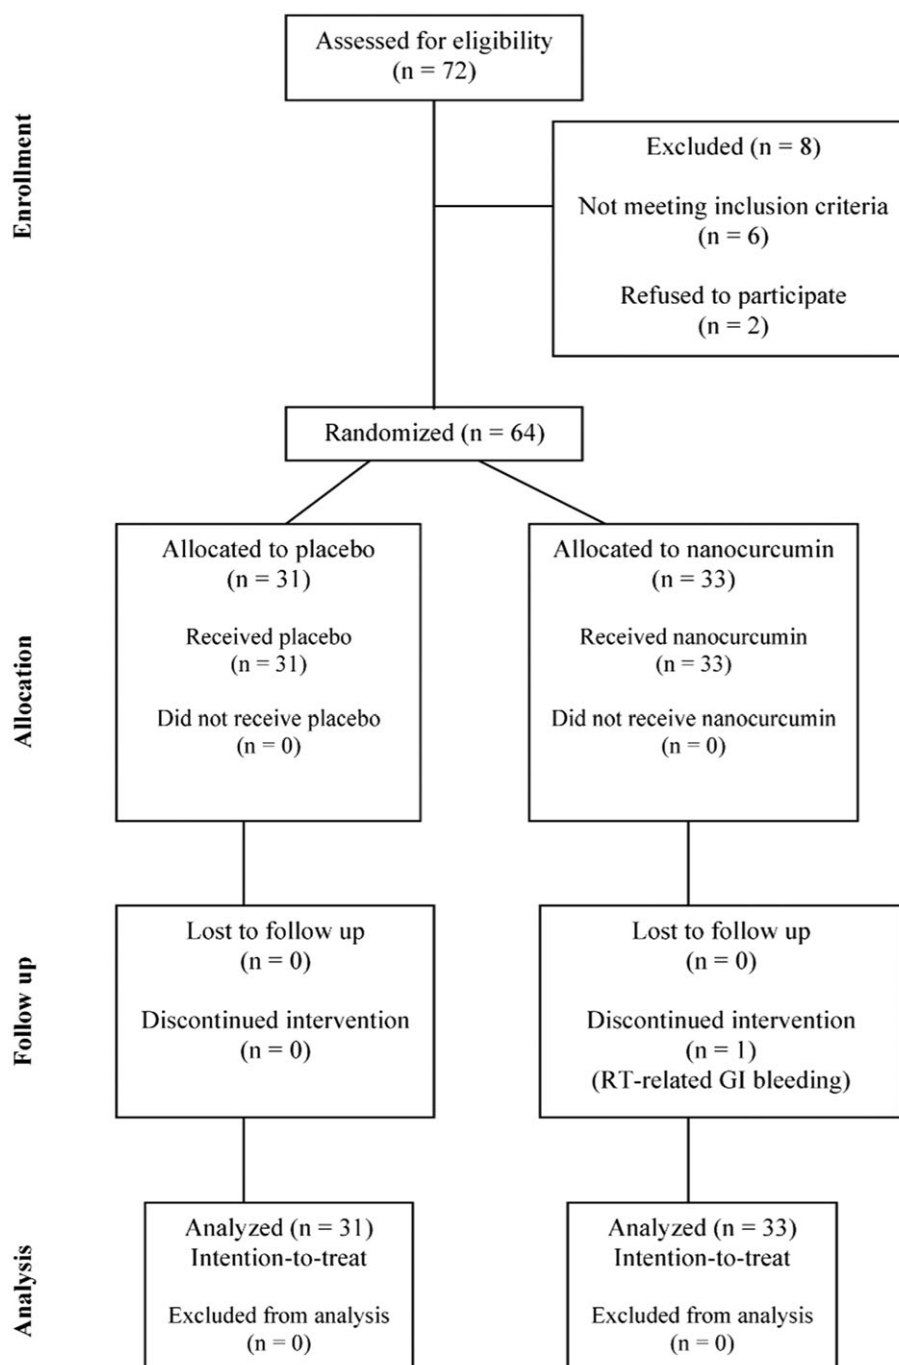 Enrollment
Assessed for eligibility
(n = 72)
Excluded (n = 8)
Not meeting inclusion criteria
(n = 6)
Refused to participate
(n = 2)
Randomized (n = 64)
Allocation
Allocated to placebo
(n = 31)
Received placebo
(n = 31)
Did not receive placebo
(n = 0)
Allocated to nanocurcumin
(n = 33)
Received nanocurcumin
(n = 33)
Did not receive nanocurcumin
(n = 0)
Follow up
Lost to follow up
(n = 0)
Discontinued intervention
(n = 0)
Lost to follow up
(n = 0)
Discontinued intervention
(n = 1)
(RT-related GI bleeding)
Analysis
Analyzed (n = 31)
Intention-to-treat
Excluded from analysis
(n = 0)
Analyzed (n = 33)
Intention-to-treat
Excluded from analysis
(n = 0)